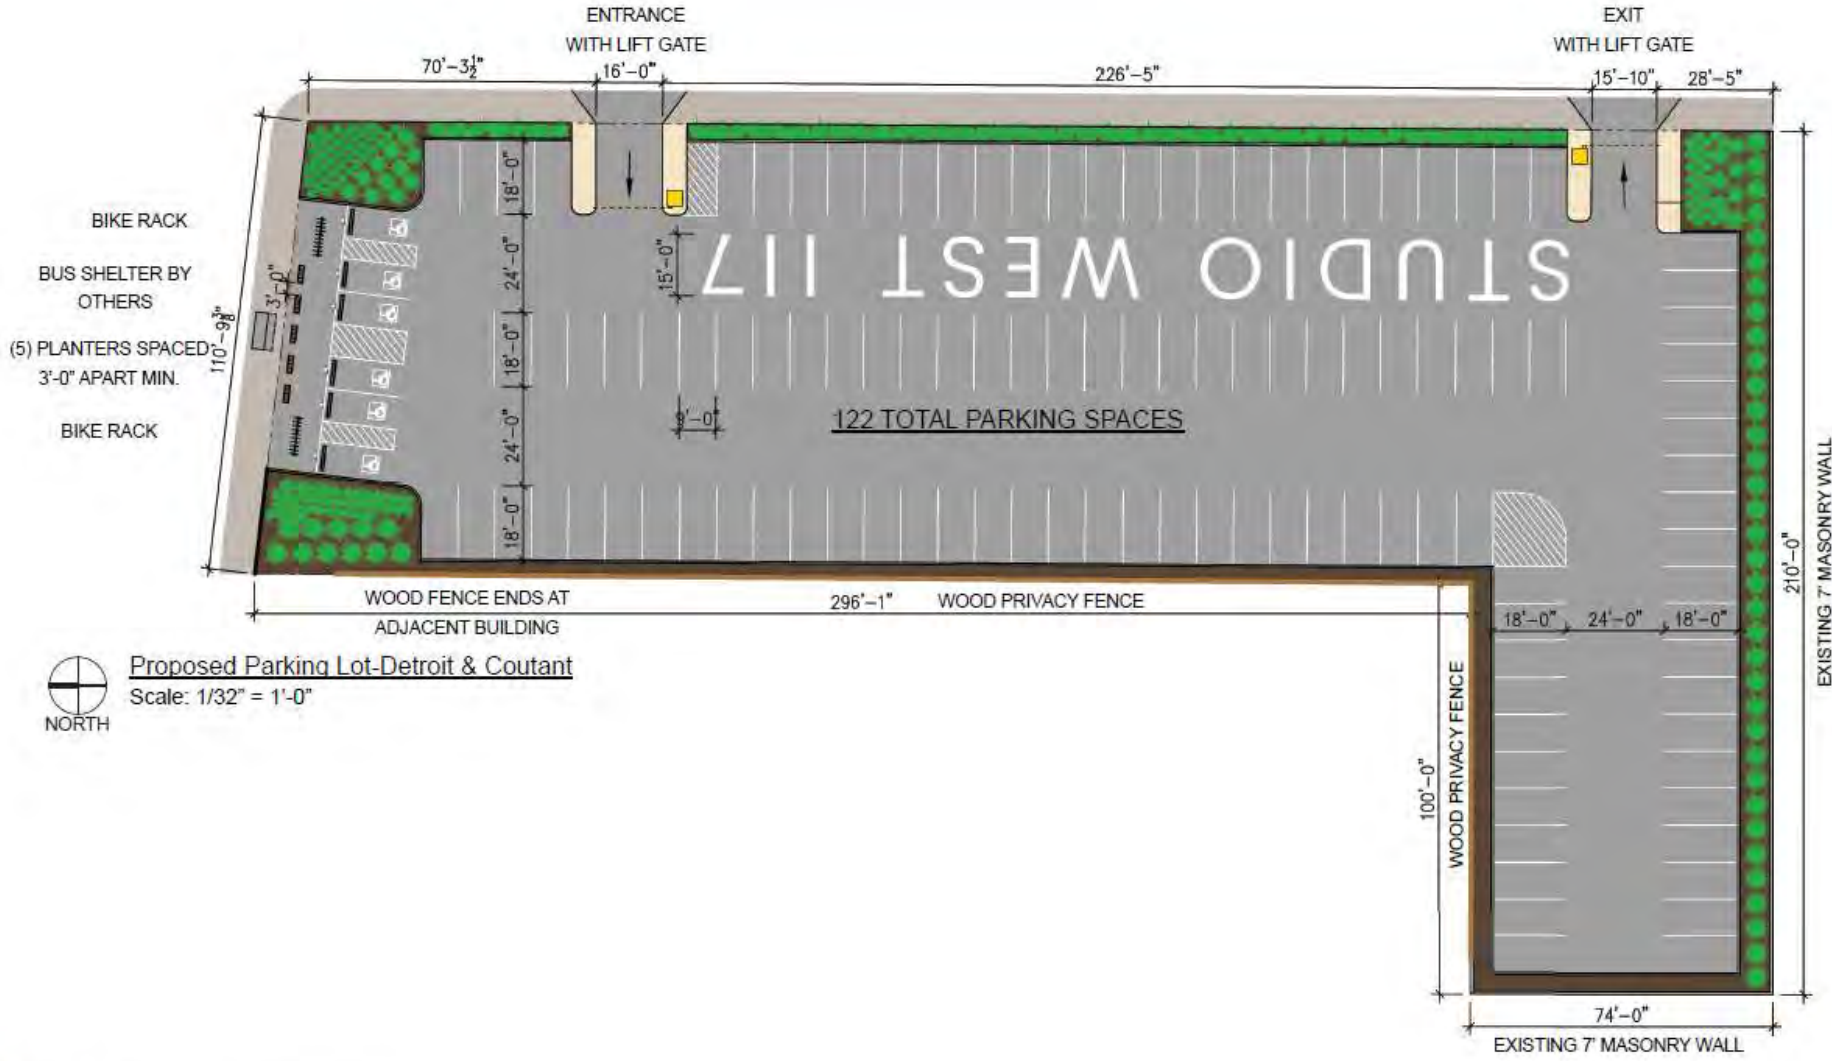 ENTRANCE
WITH LIFT GATE
EXIT
WITH LIFT GATE
70'-3½"
16'-0"
226'-5"
15'-10"
28'-5"
18'-0"
24'-0"
18'-0"
24'-0"
18'-0"
15'-0"
STUDIO WEST 117
BIKE RACK
BUS SHELTER BY
OTHERS
3'-0"
110'-9⅜"
(5) PLANTERS SPACED
3'-0" APART MIN.
BIKE RACK
9'-0"
122 TOTAL PARKING SPACES
210'-0"
EXISTING 7' MASONRY WALL
WOOD FENCE ENDS AT
ADJACENT BUILDING
296'-1"
WOOD PRIVACY FENCE
18'-0"
24'-0"
18'-0"
NORTH
Proposed Parking Lot-Detroit & Coutant
Scale: 1/32" = 1'-0"
100'-0"
WOOD PRIVACY FENCE
74'-0"
EXISTING 7' MASONRY WALL